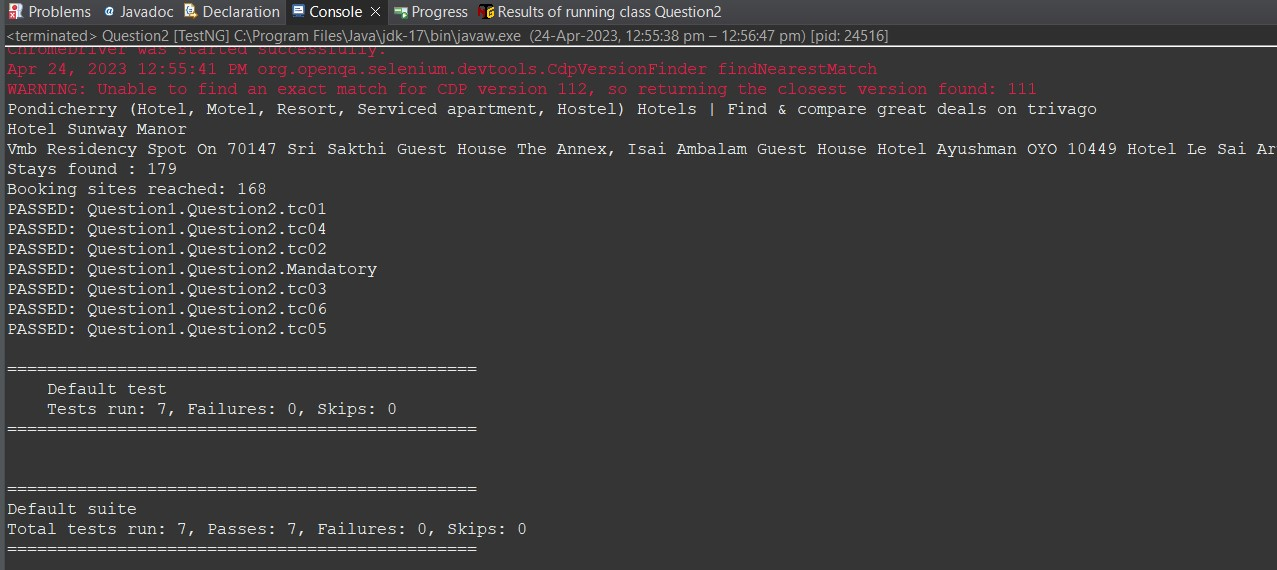 Problems Javadoc Declaration Console Progress Results of running class Question2
<terminated> Question2 [TestNG] C:\Program Files\Java\jdk-17\bin\javaw.exe (24-Apr-2023, 12:55:38 pm – 12:56:47 pm) [pid: 24516]
ChromeDriver was started successfully.
Apr 24, 2023 12:55:41 PM org.openqa.selenium.devtools.CdpVersionFinder findNearestMatch
WARNING: Unable to find an exact match for CDP version 112, so returning the closest version found: 111
Pondicherry (Hotel, Motel, Resort, Serviced apartment, Hostel) Hotels | Find & compare great deals on trivago
Hotel Sunway Manor
Vmb Residency Spot On 70147 Sri Sakthi Guest House The Annex, Isai Ambalam Guest House Hotel Ayushman OYO 10449 Hotel Le Sai Ar
Stays found : 179
Booking sites reached: 168
PASSED: Question1.Question2.tc01
PASSED: Question1.Question2.tc04
PASSED: Question1.Question2.tc02
PASSED: Question1.Question2.Mandatory
PASSED: Question1.Question2.tc03
PASSED: Question1.Question2.tc06
PASSED: Question1.Question2.tc05
===============================================
Default test
Tests run: 7, Failures: 0, Skips: 0
===============================================
===============================================
Default suite
Total tests run: 7, Passes: 7, Failures: 0, Skips: 0
===============================================